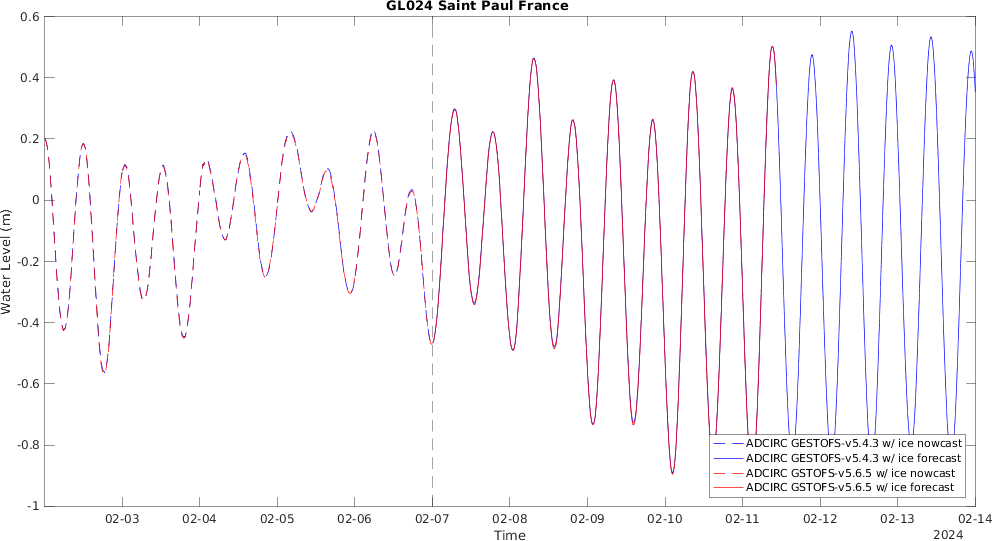 GL024 Saint Paul France
0.6
0.4
0.2
0
-0.2
-0.4
-0.6
-0.8
-1
Water Level (m)
ADCIRC GESTOFS-v5.4.3 w/ ice nowcast
ADCIRC GESTOFS-v5.4.3 w/ ice forecast
ADCIRC GSTOFS-v5.6.5 w/ ice nowcast
ADCIRC GSTOFS-v5.6.5 w/ ice forecast
02-03 02-04 02-05 02-06 02-07 02-08 02-09 02-10 02-11 02-12 02-13 02-14
Time
2024